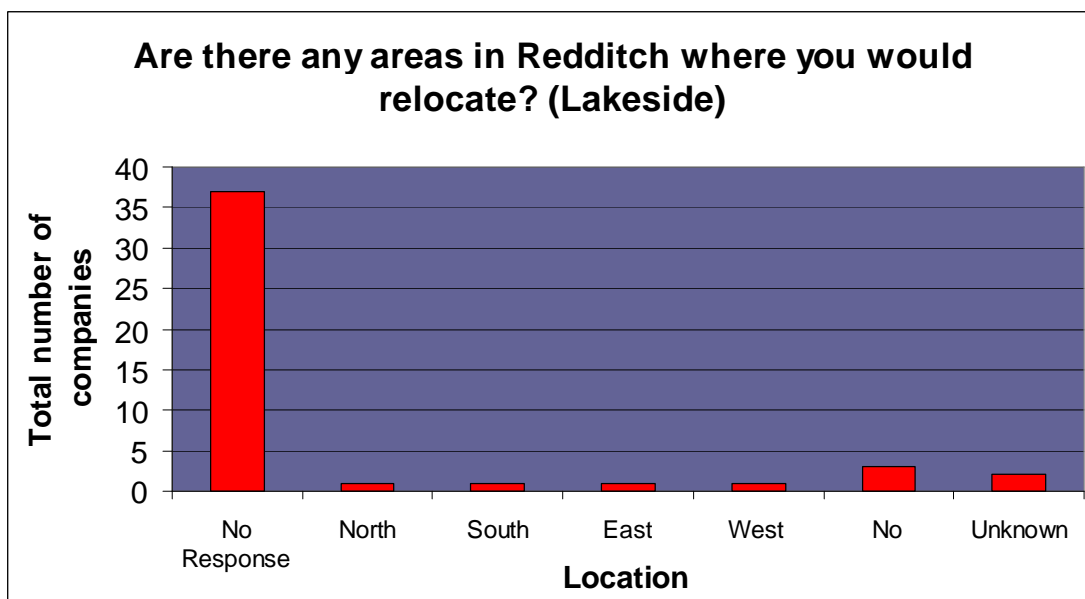 Are there any areas in Redditch where you would
relocate? (Lakeside)
Total number of
companies
40
35
30
25
20
15
10
5
0
No
Response
North
South
East
West
No
Unknown
Location